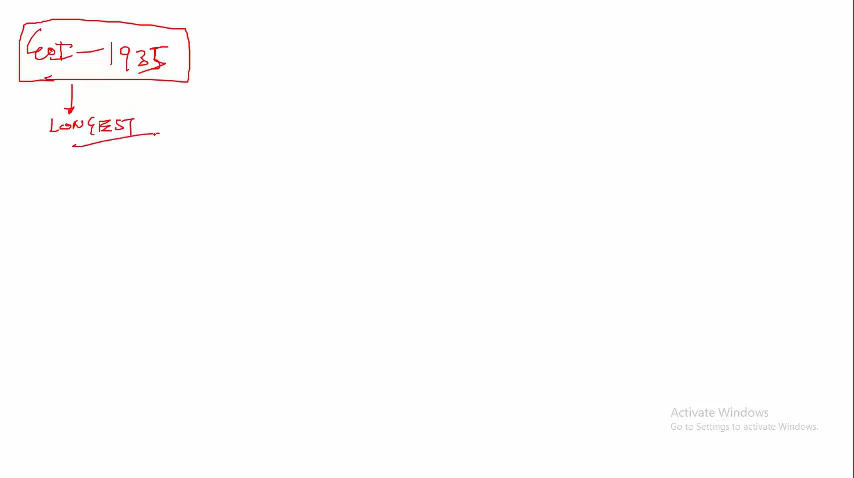 GOI - 1935
LONGEST
Activate Windows
Go to Settings to activate Windows.